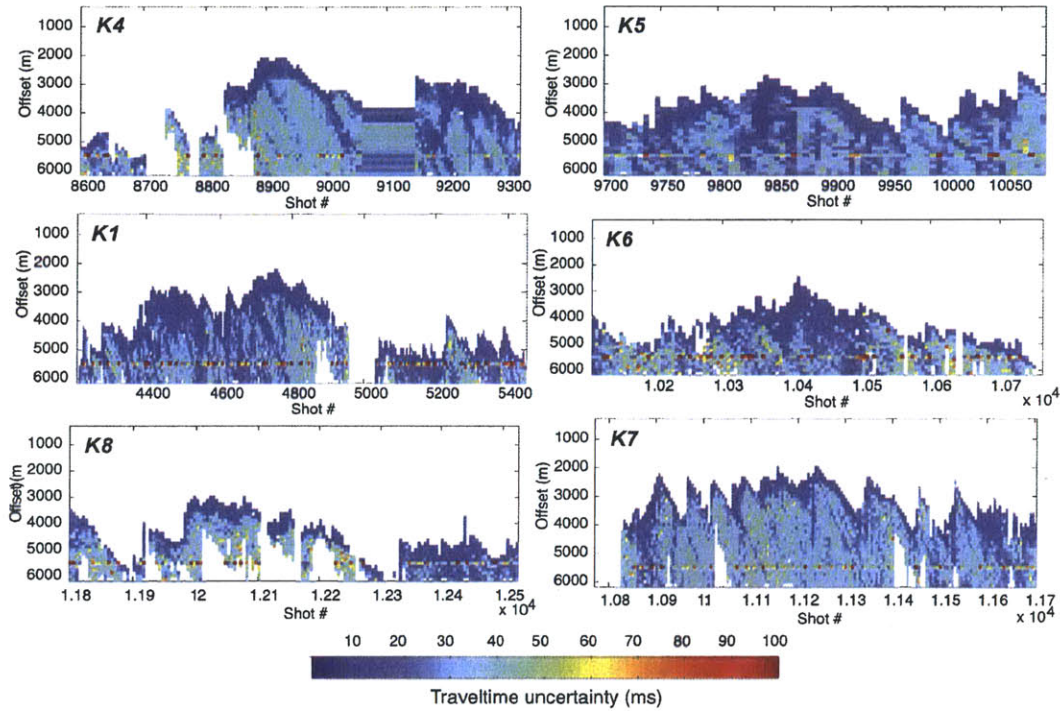 K4
Offset (m)
1000
2000
3000
4000
5000
6000
8600 8700 8800 8900 9000 9100 9200 9300
Shot #
K5
Offset (m)
1000
2000
3000
4000
5000
6000
9700 9750 9800 9850 9900 9950 10000 10050
Shot #
K1
Offset (m)
1000
2000
3000
4000
5000
6000
4400 4600 4800 5000 5200 5400
Shot #
K6
Offset (m)
1000
2000
3000
4000
5000
6000
1.02 1.03 1.04 1.05 1.06 1.07
Shot #
x 10⁴
K8
Offset (m
1000
2000
3000
4000
5000
6000
1.18 1.19 12 1.21 1.22 1.23 1.24 1.25
Shot #
x 10⁴
K7
Offset (m)
1000
2000
3000
4000
5000
6000
1.08 1.09 11 1.11 1.12 1.13 1.14 1.15 1.16 1.17
Shot #
x 10⁴
10 20 30 40 50 60 70 80 90 100
Traveltime uncertainty (ms)